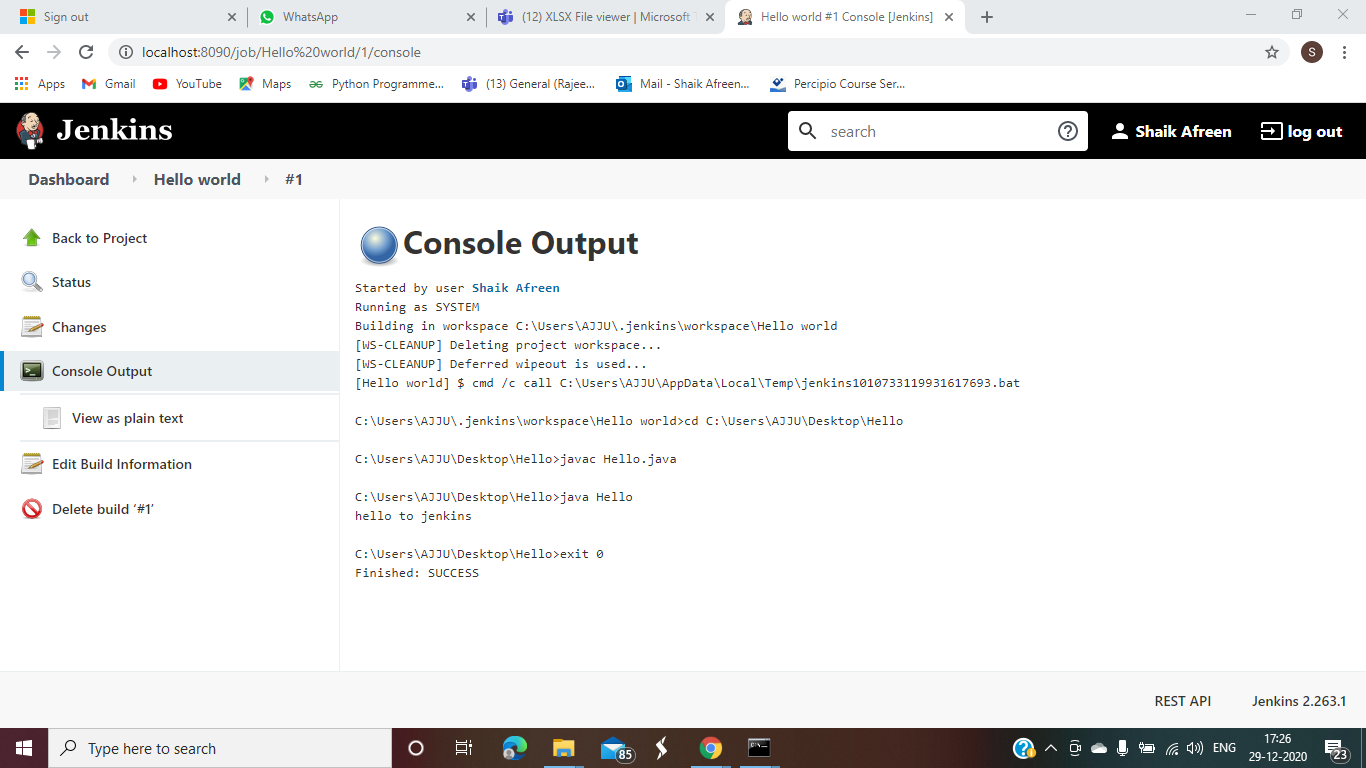 Sign out
WhatsApp
(12) XLSX File viewer | Microsoft
Hello world #1 Console [Jenkins]
localhost:8090/job/Hello%20world/1/console
S
Apps
Gmail
YouTube
Maps
Python Programme...
(13) General (Rajee...
Mail - Shaik Afreen...
Percipio Course Ser...
Jenkins
search
Shaik Afreen
log out
Dashboard
Hello world
#1
Back to Project
Status
Changes
Console Output
View as plain text
Edit Build Information
Delete build ‘#1’
Console Output
Started by user Shaik Afreen
Running as SYSTEM
Building in workspace C:\Users\AJJU\.jenkins\workspace\Hello world
[WS-CLEANUP] Deleting project workspace...
[WS-CLEANUP] Deferred wipeout is used...
[Hello world] $ cmd /c call C:\Users\AJJU\AppData\Local\Temp\jenkins1010733119931617693.bat
C:\Users\AJJU\.jenkins\workspace\Hello world>cd C:\Users\AJJU\Desktop\Hello
C:\Users\AJJU\Desktop\Hello>javac Hello.java
C:\Users\AJJU\Desktop\Hello>java Hello
hello to jenkins
C:\Users\AJJU\Desktop\Hello>exit 0
Finished: SUCCESS
REST API
Jenkins 2.263.1
Type here to search
85
ENG
17:26
29-12-2020
23